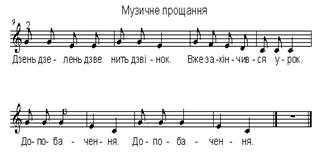 Музичне прощання
Дзень дзе - лень дзве нить дзві - нок. Вже за - кін - чив - ся у - рок.
До - по - ба - чен - ня. До - по - ба - чен - ня.